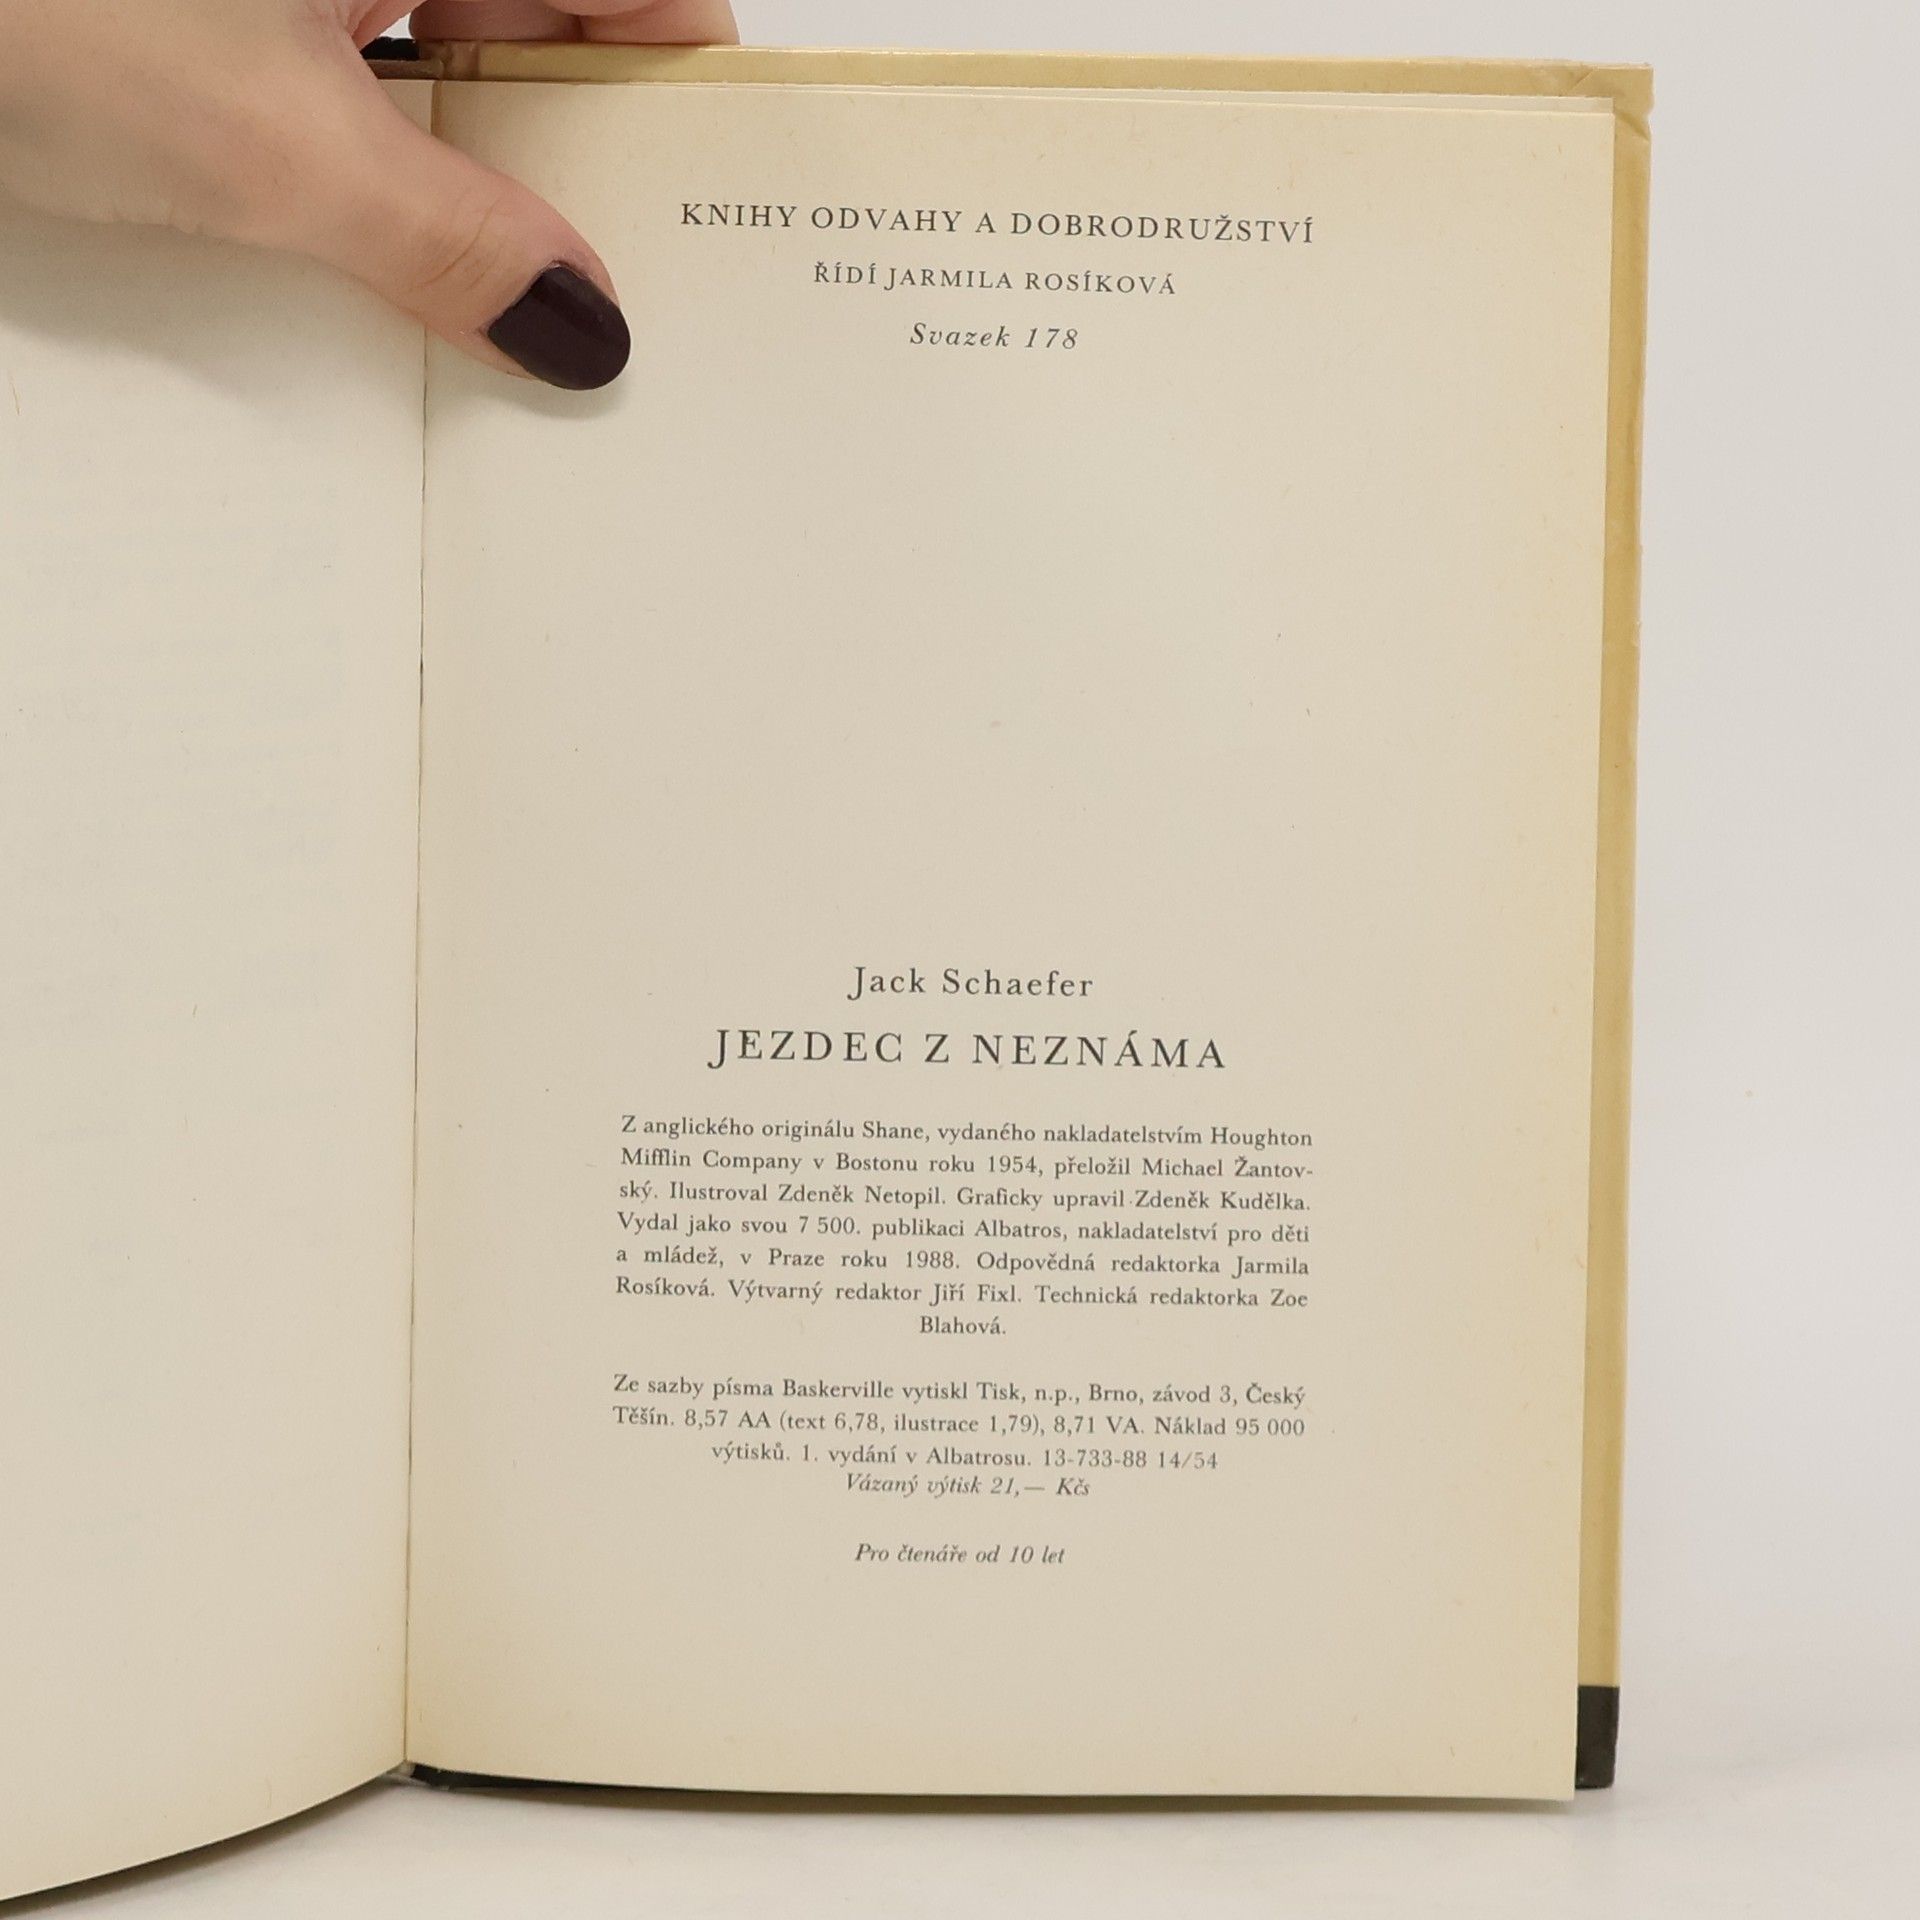 KNIHY ODVAHY A DOBRODRUŽSTVÍ
ŘÍDÍ JARMILA ROSÍKOVÁ
Svazek 178
Jack Schaefer
JEZDEC Z NEZNÁMA
Z anglického originálu Shane, vydaného nakladatelstvím Houghton
Mifflin Company v Bostonu roku 1954, přeložil Michael Žantov-
ský. Ilustroval Zdeněk Netopil. Graficky upravil Zdeněk Kudělka.
Vydal jako svou 7 500. publikaci Albatros, nakladatelství pro děti
a mládež, v Praze roku 1988. Odpovědná redaktorka Jarmila
Rosíková. Výtvarný redaktor Jiří Fixl. Technická redaktorka Zoe
Blahová.
Ze sazby písma Baskerville vytiskl Tisk, n.p., Brno, závod 3, Český
Těšín. 8,57 AA (text 6,78, ilustrace 1,79), 8,71 VA. Náklad 95 000
výtisků. 1. vydání v Albatrosu. 13-733-88 14/54
Vázaný výtisk 21,— Kčs
Pro čtenáře od 10 let